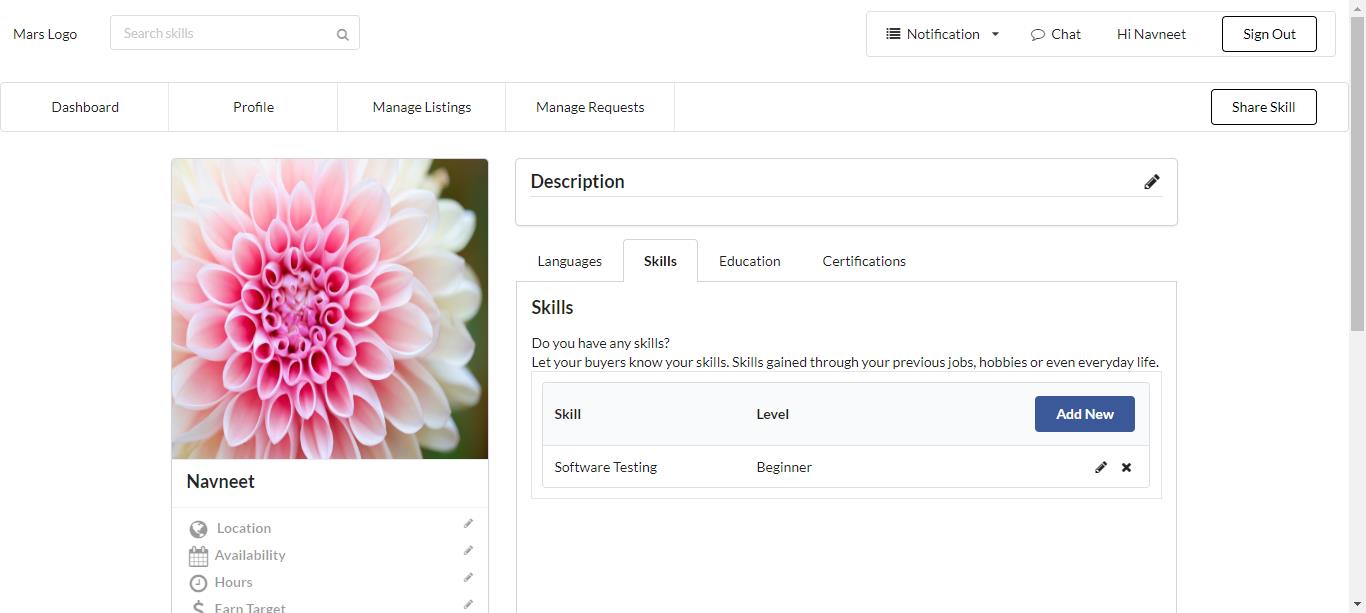 Mars Logo
Search skills
Notification
Chat
Hi Navneet
Sign Out
Dashboard
Profile
Manage Listings
Manage Requests
Share Skill
Description
Languages
Skills
Education
Certifications
Skills
Do you have any skills?
Let your buyers know your skills. Skills gained through your previous jobs, hobbies or even everyday life.
Skill
Level
Add New
Software Testing
Beginner
Navneet
Location
Availability
Hours
Earn Target